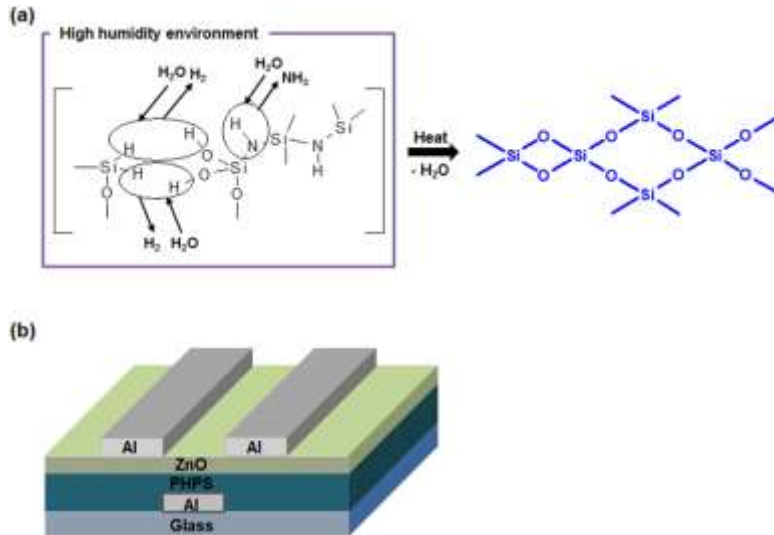 (a)
High humidity environment
H₂O H₂ H₂O
NH₃
H H H N Si Si
O N
Si H Si H
H O
O O
H₂ H₂O
Heat
- H₂O
Si O Si O Si O Si O
O O Si O O
(b)
Al Al
ZnO
PHPS
Al
Glass